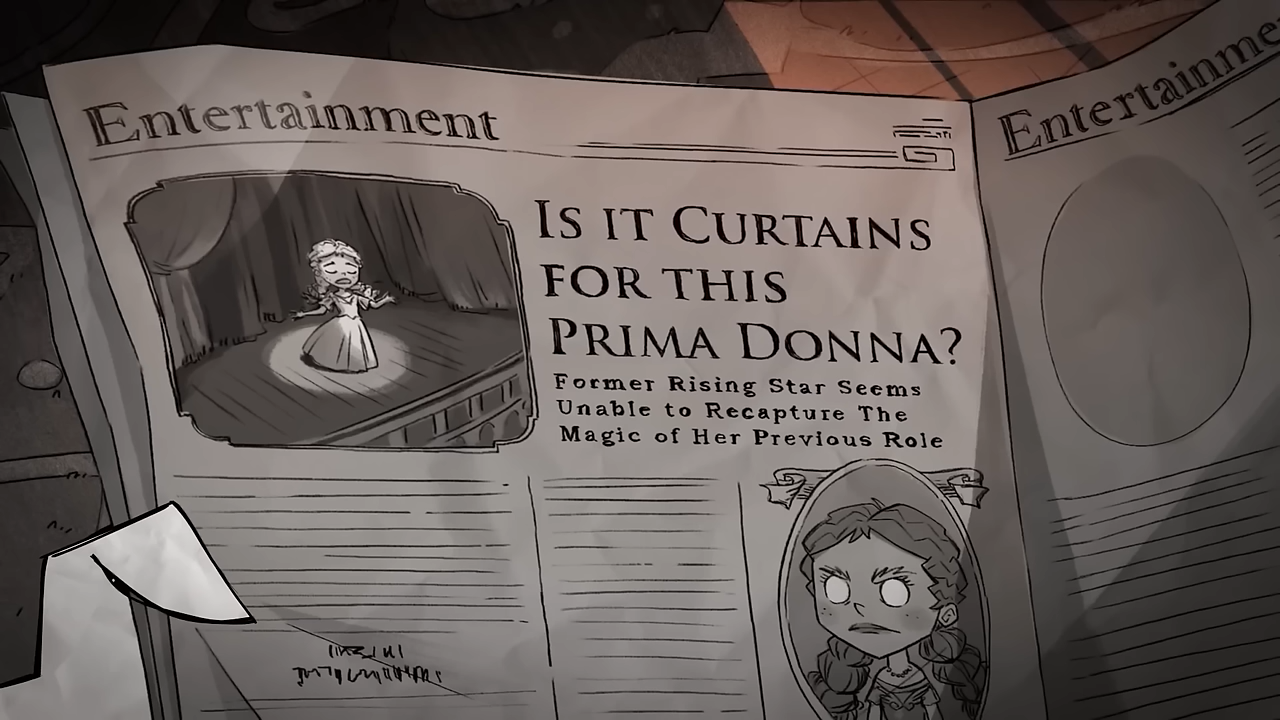 Entertainment
Is it Curtains
for this
Prima Donna?
Former Rising Star Seems
Unable to Recapture The
Magic of Her Previous Role
Entertainme